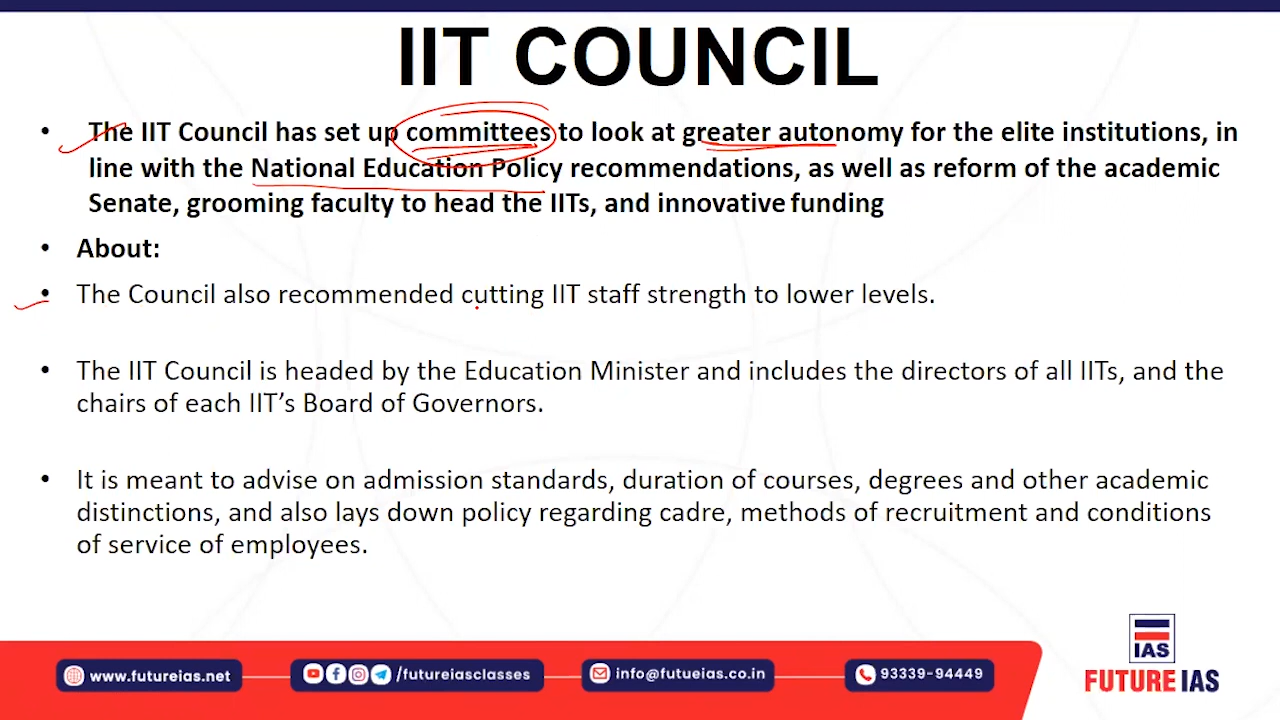 IIT COUNCIL
• The IIT Council has set up committees to look at greater autonomy for the elite institutions, in
line with the National Education Policy recommendations, as well as reform of the academic
Senate, grooming faculty to head the IITs, and innovative funding
• About:
• The Council also recommended cutting IIT staff strength to lower levels.
• The IIT Council is headed by the Education Minister and includes the directors of all IITs, and the
chairs of each IIT’s Board of Governors.
• It is meant to advise on admission standards, duration of courses, degrees and other academic
distinctions, and also lays down policy regarding cadre, methods of recruitment and conditions
of service of employees.
www.futureias.net
/futureiasclasses
info@futueias.co.in
93339-94449
IAS
FUTURE IAS